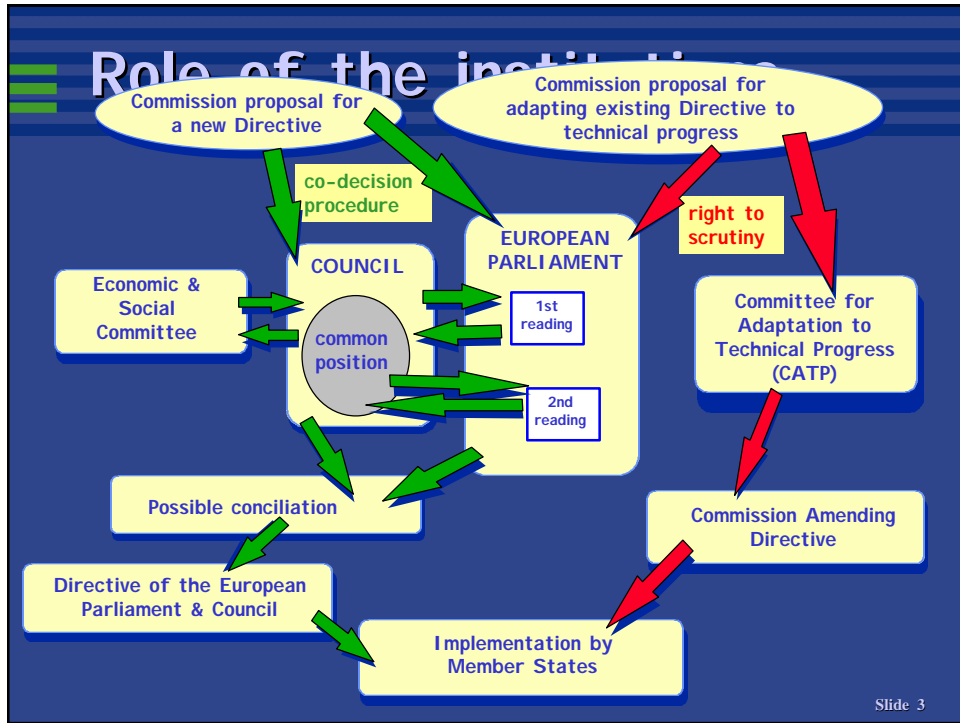 Role of the
Commission proposal for
a new Directive
Commission proposal for
adapting existing Directive to
technical progress
co-decision
procedure
right to
scrutiny
COUNCIL
EUROPEAN
PARLIAMENT
Economic &
Social
Committee
common
position
1st
reading
2nd
reading
Committee for
Adaptation to
Technical Progress
(CATP)
Possible conciliation
Commission Amending
Directive
Directive of the European
Parliament & Council
Implementation by
Member States
Slide 3